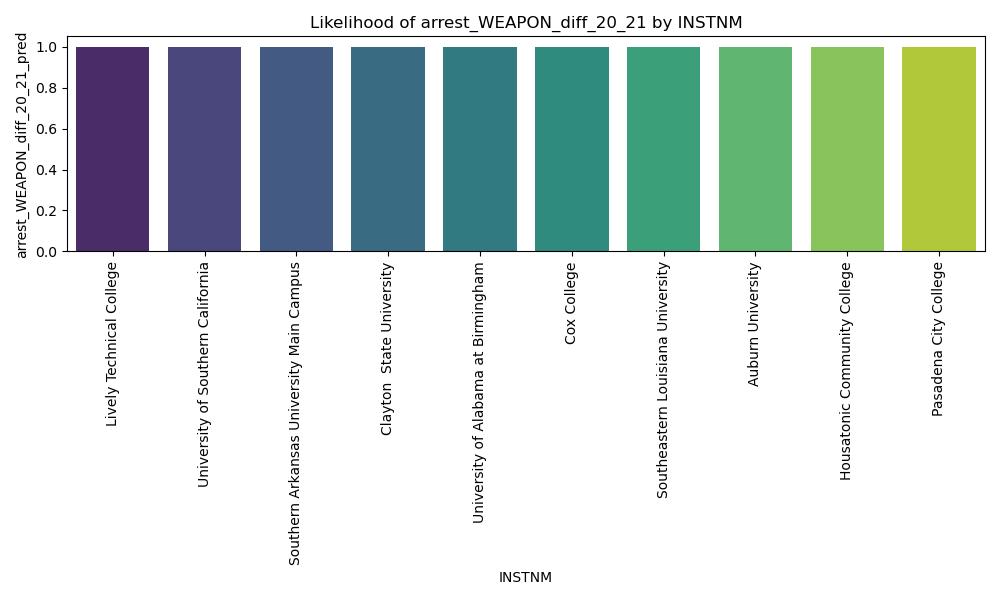 Likelihood of arrest_WEAPON_diff_20_21 by INSTNM
arrest_WEAPON_diff_20_21_pred
1.0
0.8
0.6
0.4
0.2
0.0
Lively Technical College
University of Southern California
Southern Arkansas University Main Campus
Clayton  State University
University of Alabama at Birmingham
Cox College
Southeastern Louisiana University
Auburn University
Housatonic Community College
Pasadena City College
INSTNM